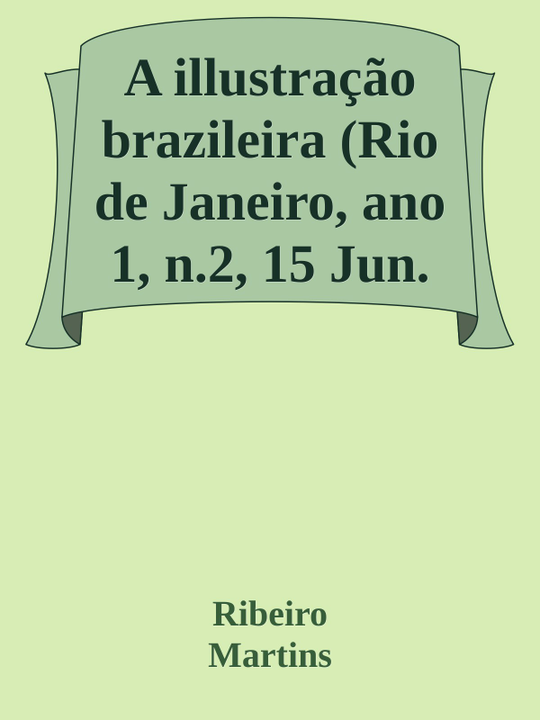 A illustração
brazileira (Rio
de Janeiro, ano
1, n.2, 15 Jun.
Ribeiro
Martins